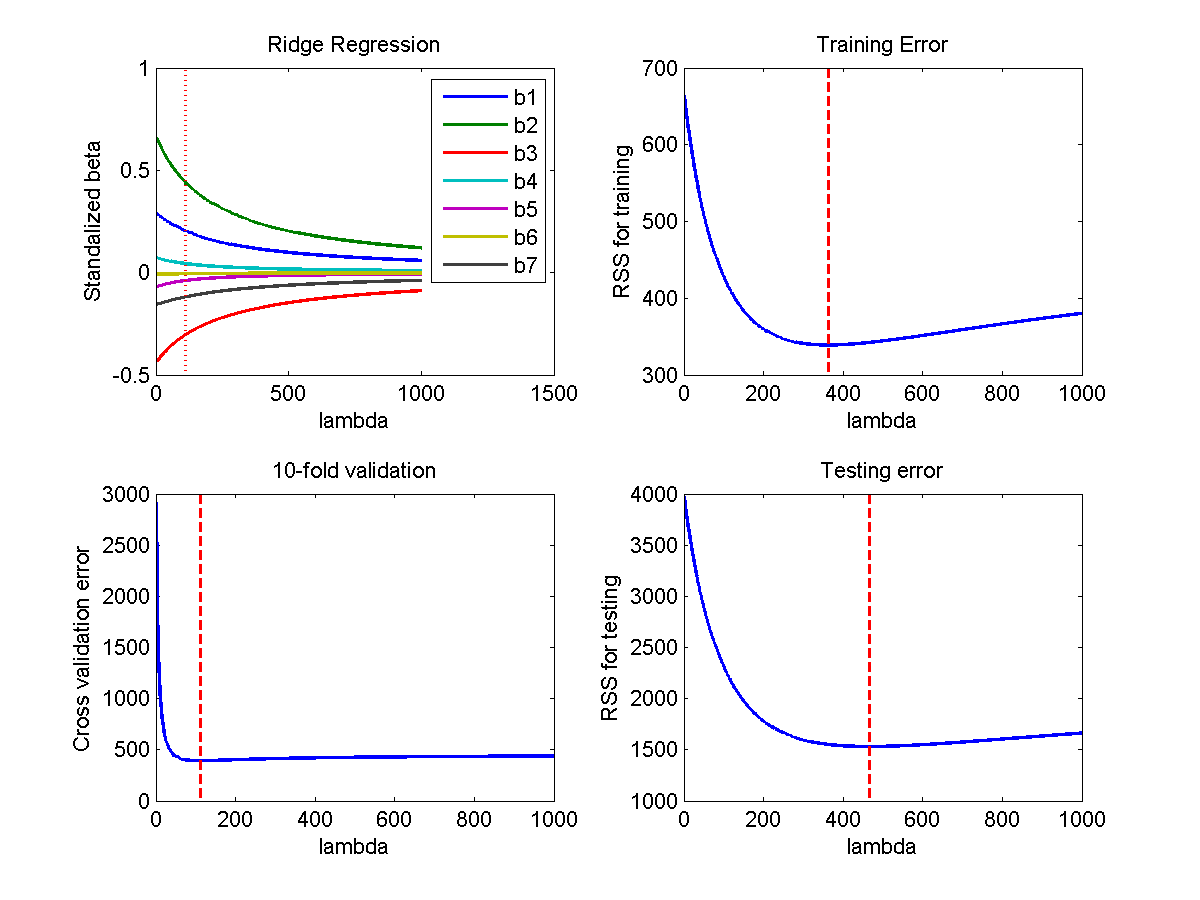 Ridge Regression
1
0.5
0
-0.5
Standalized beta
0
500
1000
1500
lambda
b1
b2
b3
b4
b5
b6
b7
Training Error
700
600
500
400
300
RSS for training
0
200
400
600
800
1000
lambda
10-fold validation
3000
2500
2000
1500
1000
500
0
Cross validation error
0
200
400
600
800
1000
lambda
Testing error
4000
3500
3000
2500
2000
1500
1000
RSS for testing
0
200
400
600
800
1000
lambda